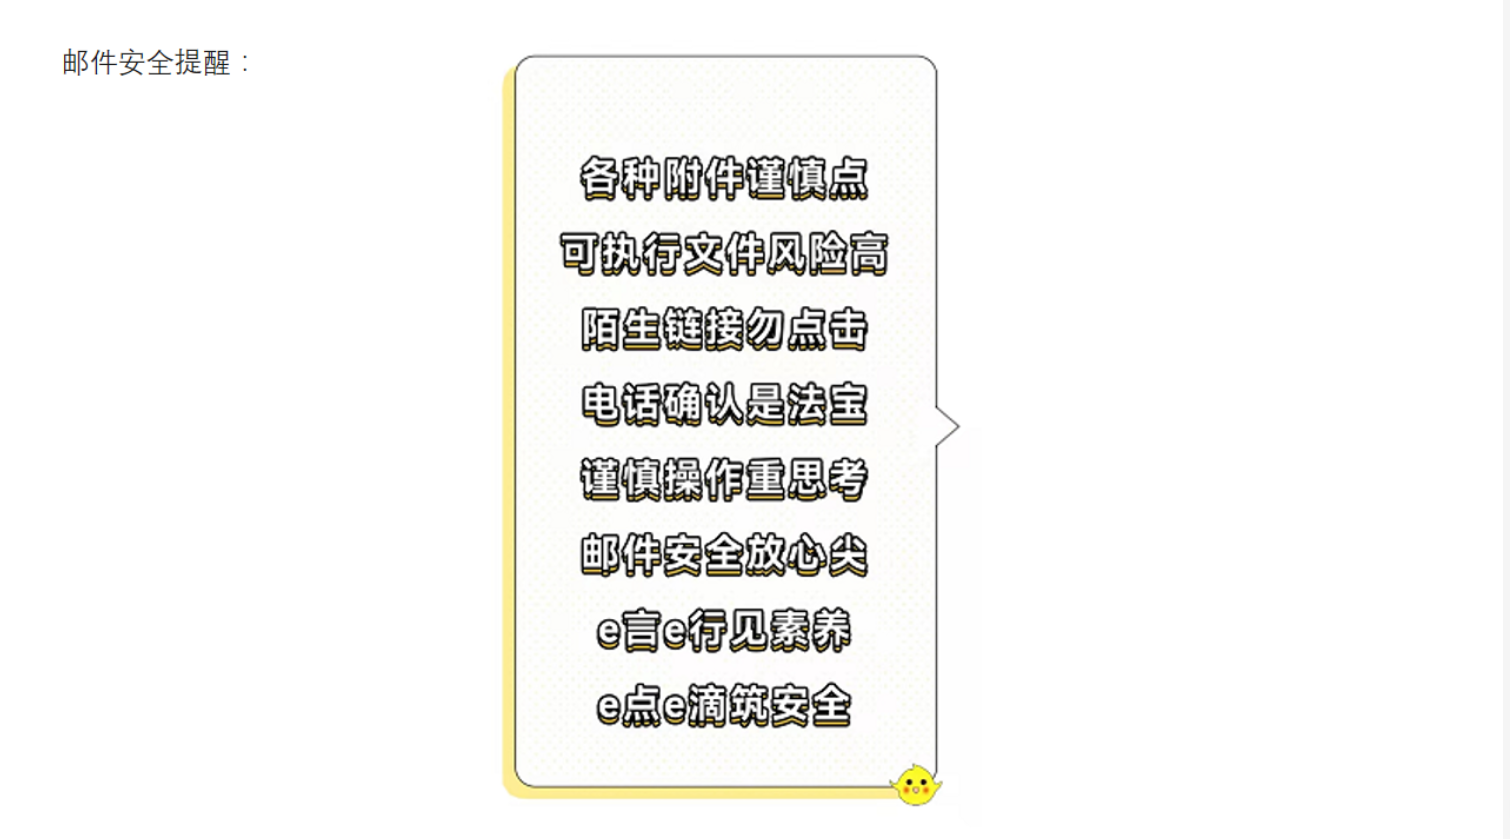 邮件安全提醒：
各种附件谨慎点
可执行文件风险高
陌生链接勿点击
电话确认是法宝
谨慎操作重思考
邮件安全放心尖
e言e行见素养
e点e滴筑安全